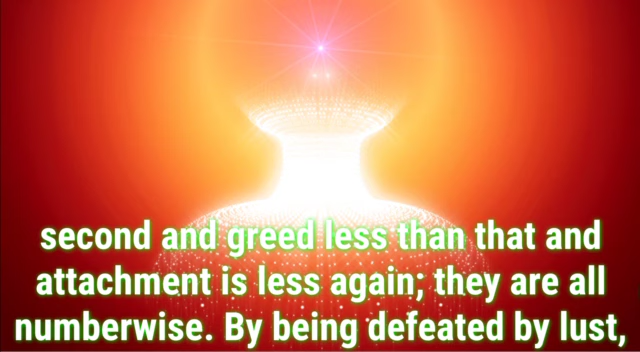 second and greed less than that and
attachment is less again; they are all
numberwise. By being defeated by lust,